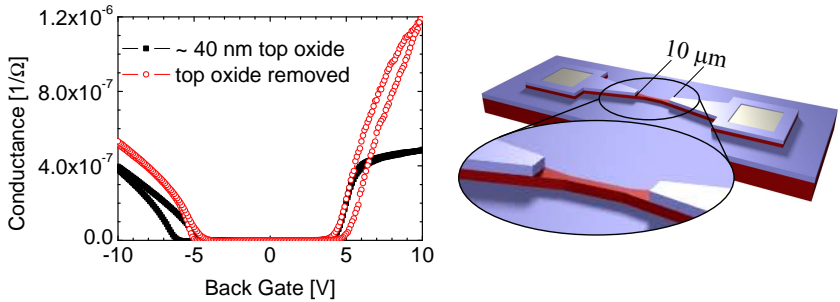 1.2x10⁻⁶
8.0x10⁻⁷
4.0x10⁻⁷
0.0
Conductance [1/Ω]
~ 40 nm top oxide
top oxide removed
-10 -5 0 5 10
Back Gate [V]
10 μm